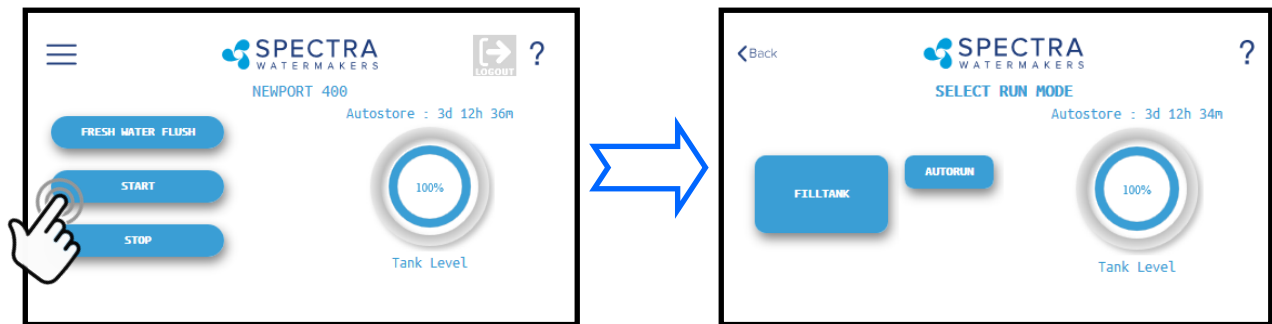 SPECTRA
WATERMAKERS
LOGOUT
?
NEWPORT 400
Autostore : 3d 12h 36m
FRESH WATER FLUSH
START
100%
STOP
Tank Level
Back
SPECTRA
WATERMAKERS
?
SELECT RUN MODE
Autostore : 3d 12h 34m
AUTORUN
FILLTANK
100%
Tank Level